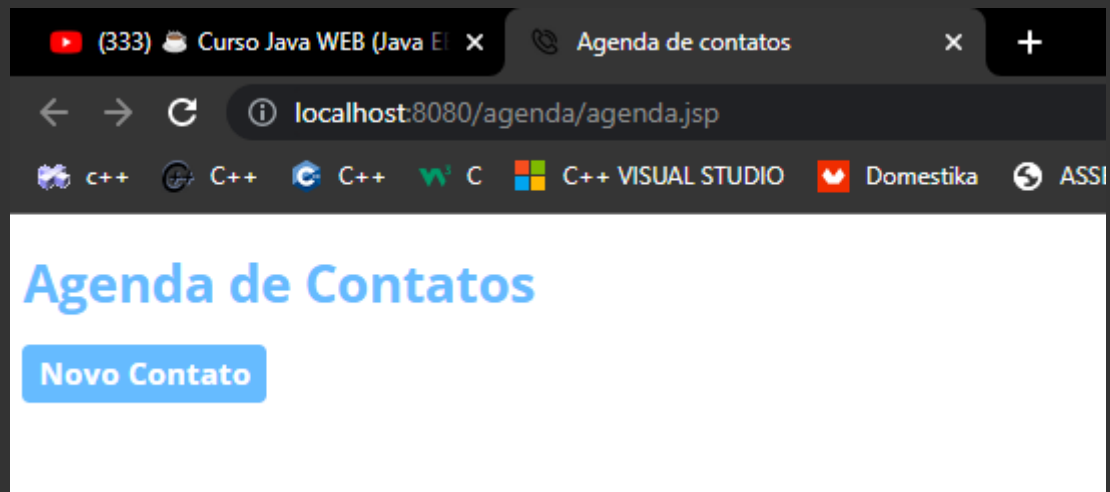 (333) ☕ Curso Java WEB (Java EE Agenda de contatos
localhost:8080/agenda/agenda.jsp
c++ C++ C++ C C++ VISUAL STUDIO Domestika ASSI
Agenda de Contatos
Novo Contato